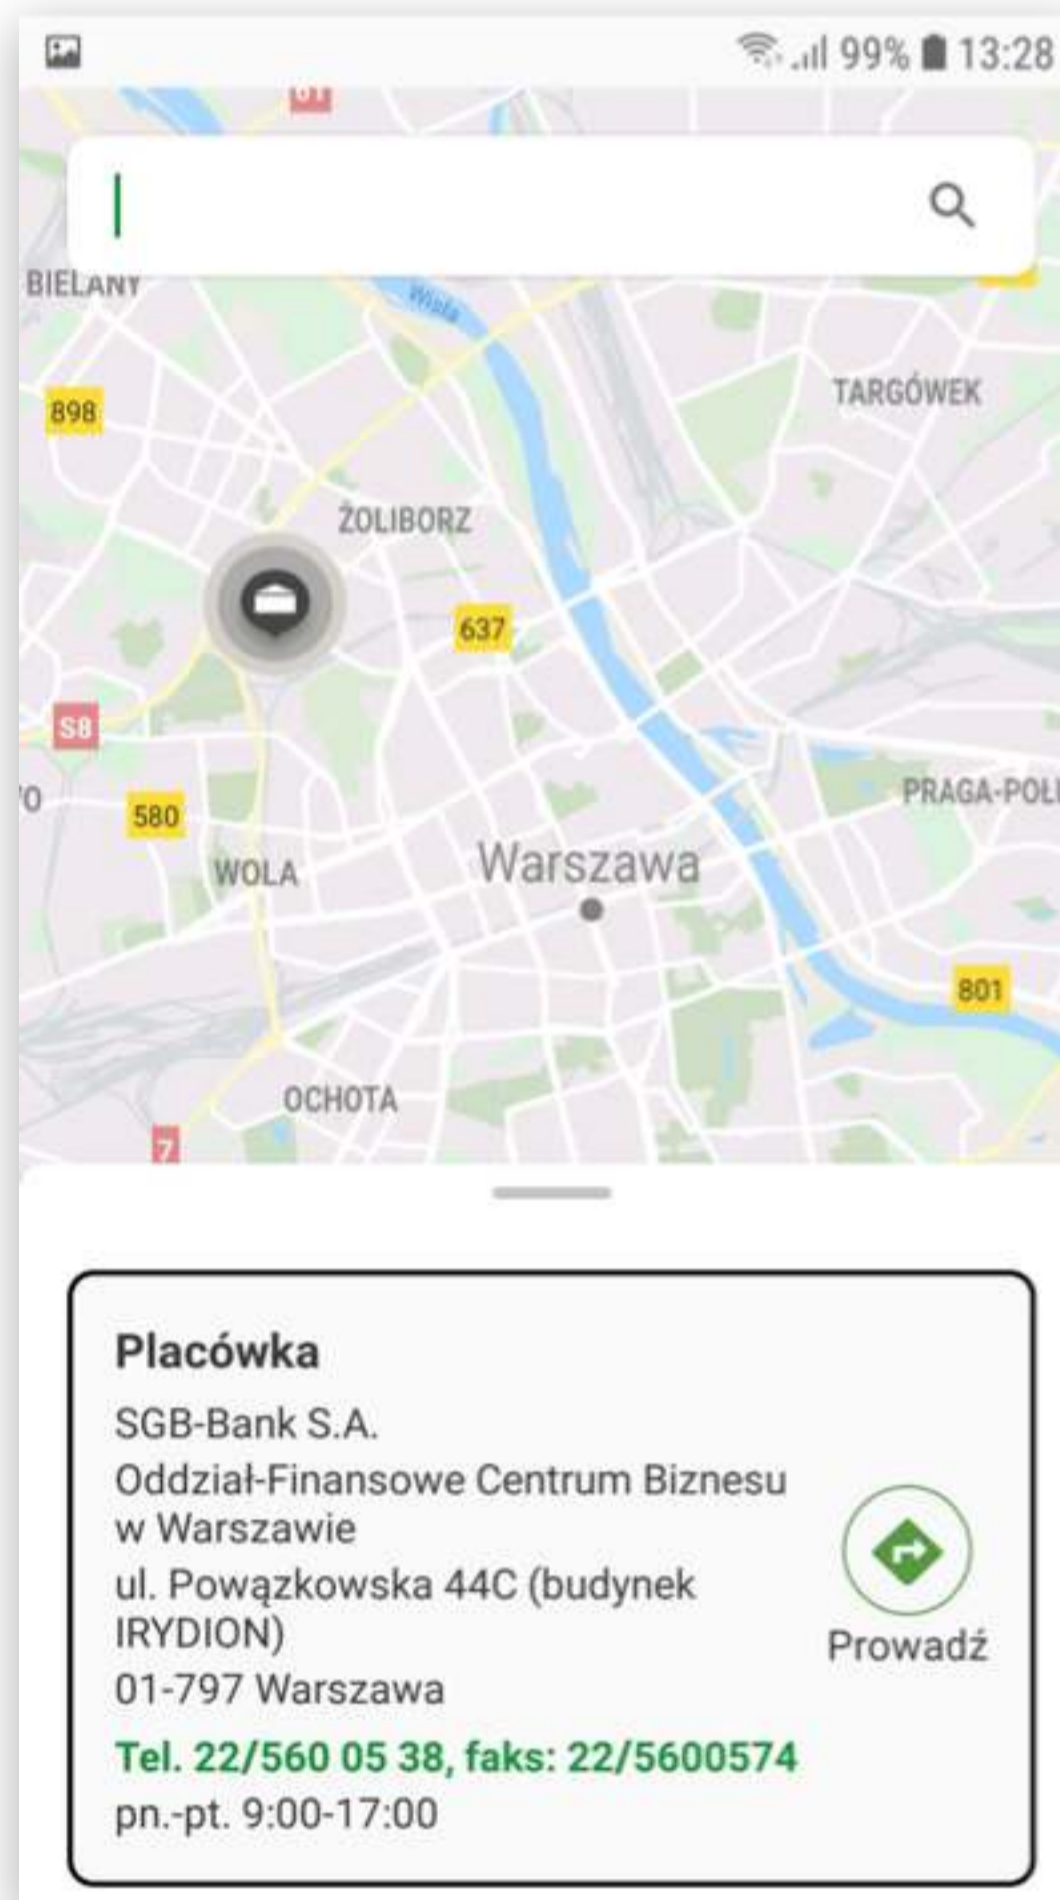 99% 13:28
BIELANY
Wisła
898
TARGÓWEK
ŻOLIBORZ
637
S8
580
PRAGA-POŁU
WOLA
Warszawa
801
OCHOTA
7
Placówka
SGB-Bank S.A.
Oddział-Finansowe Centrum Biznesu
w Warszawie
ul. Powązkowska 44C (budynek
IRYDION)
Prowadź
01-797 Warszawa
Tel. 22/560 05 38, faks: 22/5600574
pn.-pt. 9:00-17:00